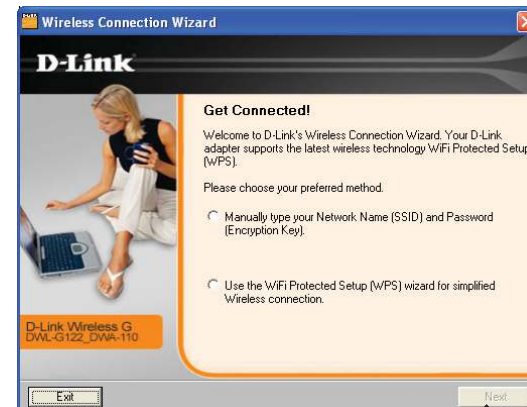 Wireless Connection Wizard
D-Link
Get Connected!
Welcome to D-Link's Wireless Connection Wizard. Your D-Link
adapter supports the latest wireless technology WiFi Protected Setup
(WPS).
Please choose your preferred method.
Manually type your Network Name (SSID) and Password
(Encryption Key).
Use the WiFi Protected Setup (WPS) wizard for simplified
Wireless connection.
D-Link Wireless G
DWL-G122_DWA-110
Exit
Next